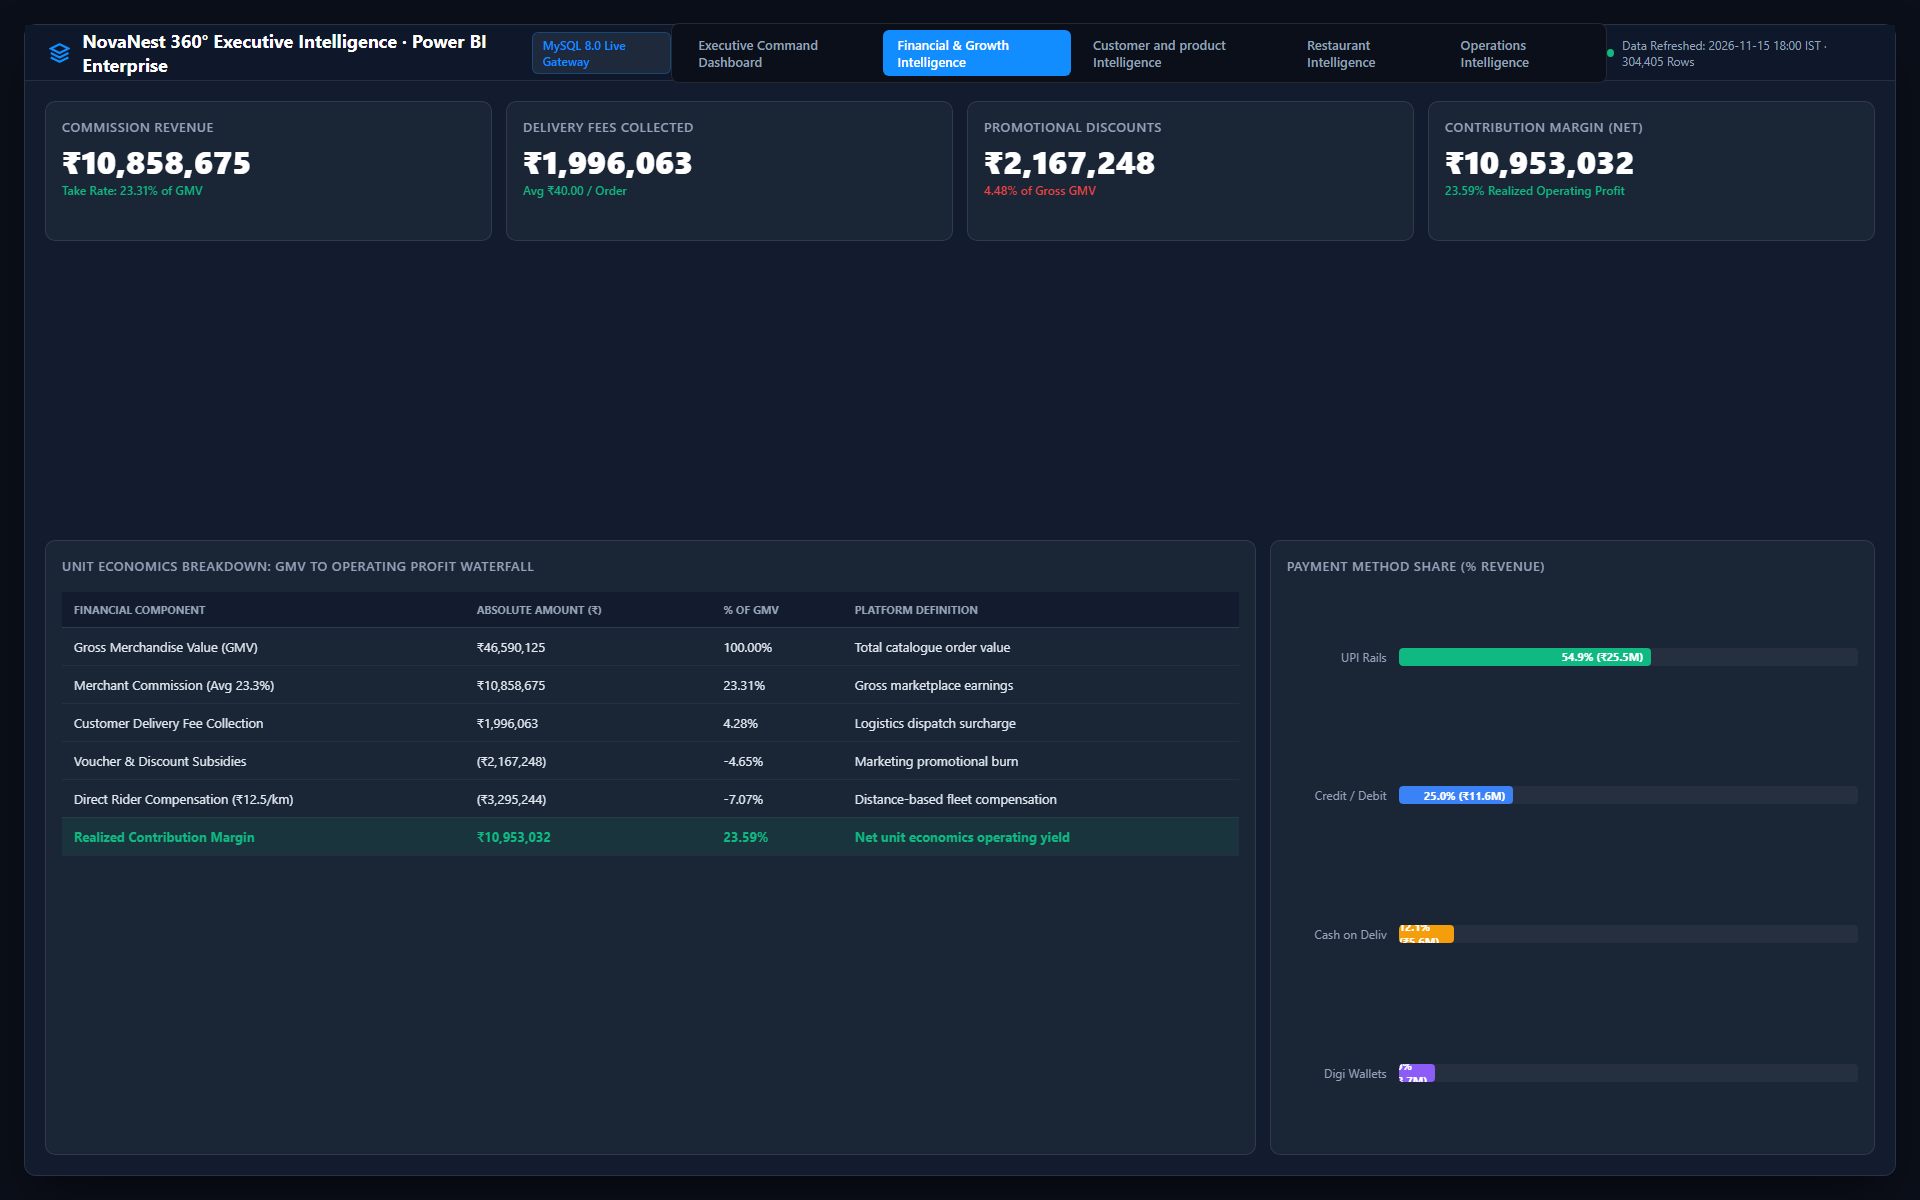 NovaNest 360° Executive Intelligence · Power BI
Enterprise
MySQL 8.0 Live
Gateway
Executive Command
Dashboard
Financial & Growth
Intelligence
Customer and product
Intelligence
Restaurant
Intelligence
Operations
Intelligence
Data Refreshed: 2026-11-15 18:00 IST ·
304,405 Rows
COMMISSION REVENUE
₹10,858,675
Take Rate: 23.31% of GMV
DELIVERY FEES COLLECTED
₹1,996,063
Avg ₹40.00 / Order
PROMOTIONAL DISCOUNTS
₹2,167,248
4.48% of Gross GMV
CONTRIBUTION MARGIN (NET)
₹10,953,032
23.59% Realized Operating Profit
UNIT ECONOMICS BREAKDOWN: GMV TO OPERATING PROFIT WATERFALL
FINANCIAL COMPONENT ABSOLUTE AMOUNT (₹) % OF GMV PLATFORM DEFINITION
Gross Merchandise Value (GMV) ₹46,590,125 100.00% Total catalogue order value
Merchant Commission (Avg 23.3%) ₹10,858,675 23.31% Gross marketplace earnings
Customer Delivery Fee Collection ₹1,996,063 4.28% Logistics dispatch surcharge
Voucher & Discount Subsidies (₹2,167,248) -4.65% Marketing promotional burn
Direct Rider Compensation (₹12.5/km) (₹3,295,244) -7.07% Distance-based fleet compensation
Realized Contribution Margin ₹10,953,032 23.59% Net unit economics operating yield
PAYMENT METHOD SHARE (% REVENUE)
UPI Rails 54.9% (₹25.5M)
Credit / Debit 25.0% (₹11.6M)
Cash on Deliv 12.1%
(₹5.6M)
Digi Wallets